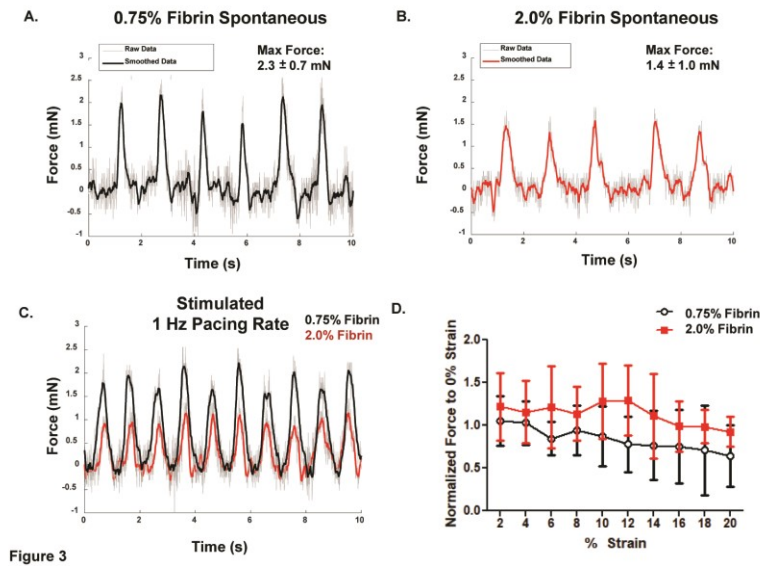 A.
0.75% Fibrin Spontaneous
Raw Data
Smoothed Data
Max Force:
2.3 ± 0.7 mN
Force (mN)
3
2.5
2
1.5
1
0.5
0
-0.5
-1
0 2 4 6 8 10
Time (s)
B.
2.0% Fibrin Spontaneous
Raw Data
Smoothed Data
Max Force:
1.4 ± 1.0 mN
Force (mN)
3
2.5
2
1.5
1
0.5
0
-0.5
-1
0 2 4 6 8 10
Time (s)
C.
Stimulated
1 Hz Pacing Rate
0.75% Fibrin
2.0% Fibrin
Force (mN)
3
2.5
2
1.5
1
0.5
0
-0.5
-1
0 2 4 6 8 10
Time (s)
D.
0.75% Fibrin
2.0% Fibrin
Normalized Force to 0% Strain
2.0
1.5
1.0
0.5
0.0
2 4 6 8 10 12 14 16 18 20
% Strain
Figure 3